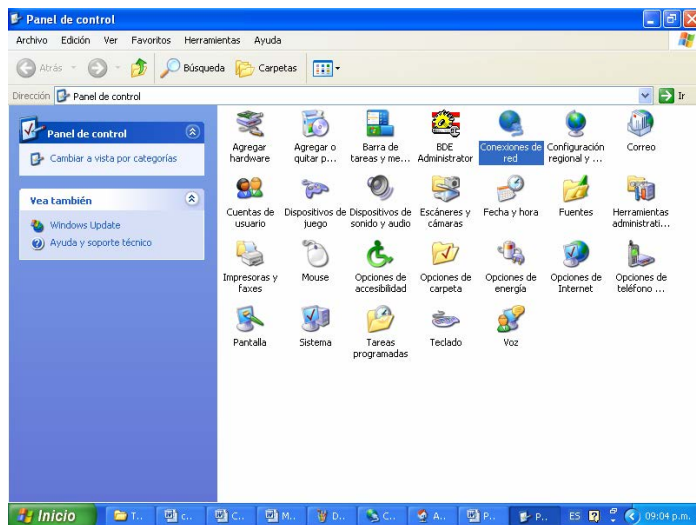 Panel de control
Archivo Edición Ver Favoritos Herramientas Ayuda
Atrás Búsqueda Carpetas
Dirección Panel de control Ir
Panel de control
Cambiar a vista por categorías
Vea también
Windows Update
Ayuda y soporte técnico
Agregar hardware
Agregar o quitar p...
Barra de tareas y me...
BDE Administrator
Conexiones de red
Configuración regional y ...
Correo
Cuentas de usuario
Dispositivos de juego
Dispositivos de sonido y audio
Escáneres y cámaras
Fecha y hora
Fuentes
Herramientas administrati...
Impresoras y faxes
Mouse
Opciones de accesibilidad
Opciones de carpeta
Opciones de energía
Opciones de Internet
Opciones de teléfono ...
Pantalla
Sistema
Tareas programadas
Teclado
Voz
Inicio T.. c.. C.. M.. D.. C.. A.. P.. P.. ES 09:04 p.m.